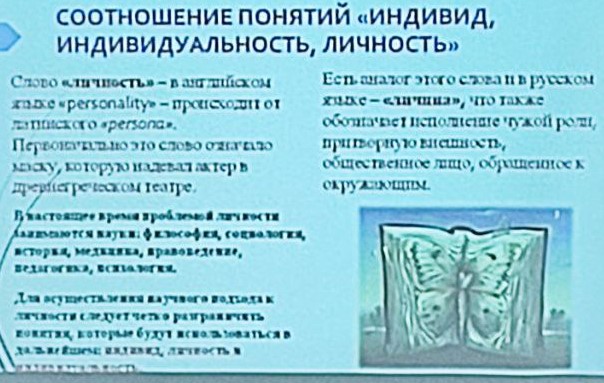 СООТНОШЕНИЕ ПОНЯТИЙ «ИНДИВИД,
ИНДИВИДУАЛЬНОСТЬ, ЛИЧНОСТЬ»
Слово «личность» – в английском
языке «personality» – происходит от
латинского «persona».
Первоначально это слово означало
маску, которую надевал актер в
древнегреческом театре.
В настоящее время проблемой личности
занимаются науки: философия, социология,
история, медицина, правоведение,
педагогика, психология.
Для осуществления научного подхода к
личности следует четко разграничить
понятия, которые будут использоваться в
дальнейшем: индивид, личность и
индивидуальность.
Есть аналог этого слова и в русском
языке – «личина», что также
обозначает исполнение чужой роли,
притворную внешность,
общественное лицо, обращенное к
окружающим.